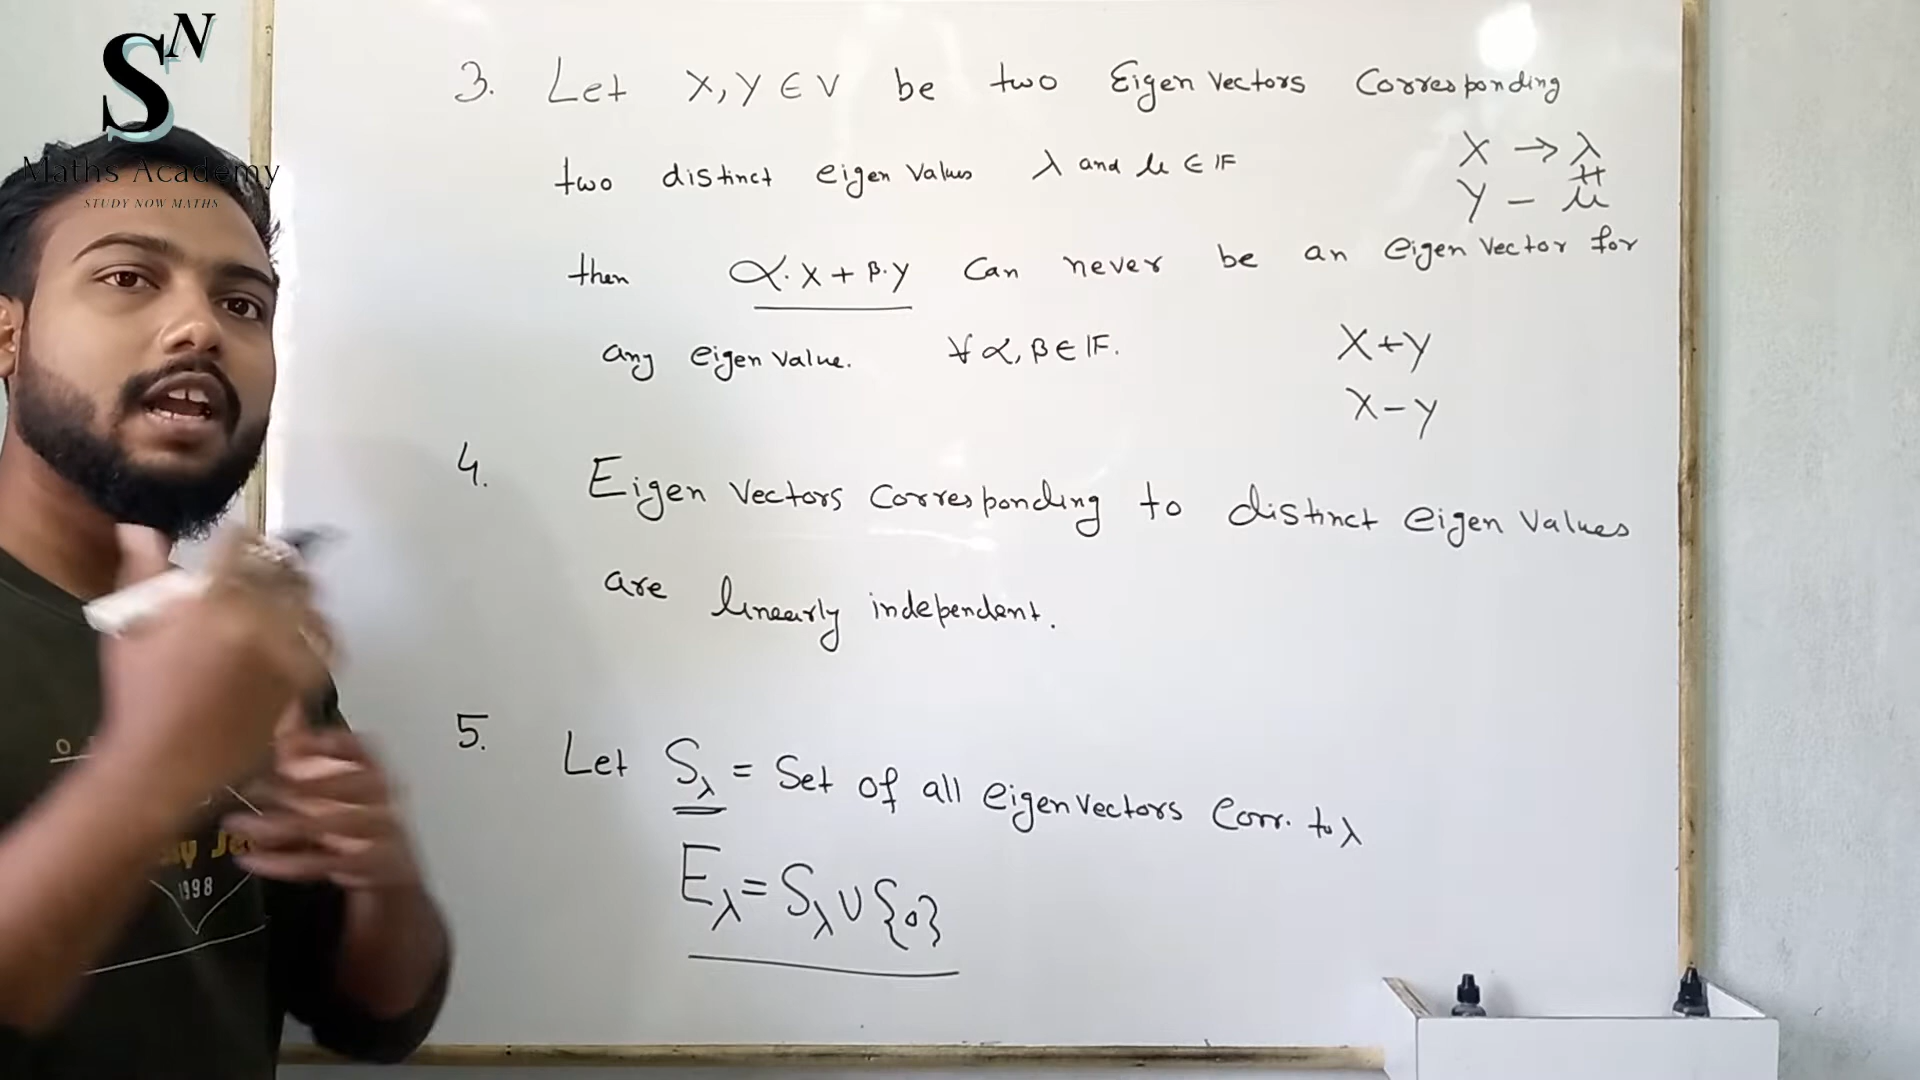 SN
Maths Academy
STUDY NOW MATHS
3. Let X, Y ∈ V be two Eigen Vectors Corresponding
two distinct eigen values λ and μ ∈ F
X → λ
≠
Y – μ
then α·X + β·Y Can never be an eigen vector for
any eigen value. ∀ α, β ∈ F.
X+Y
X-Y
4. Eigen Vectors Corresponding to distinct eigen values
are linearly independent.
5. Let Sλ = Set of all eigen vectors Corr. to λ
Eλ = Sλ ∪ {0}
1998